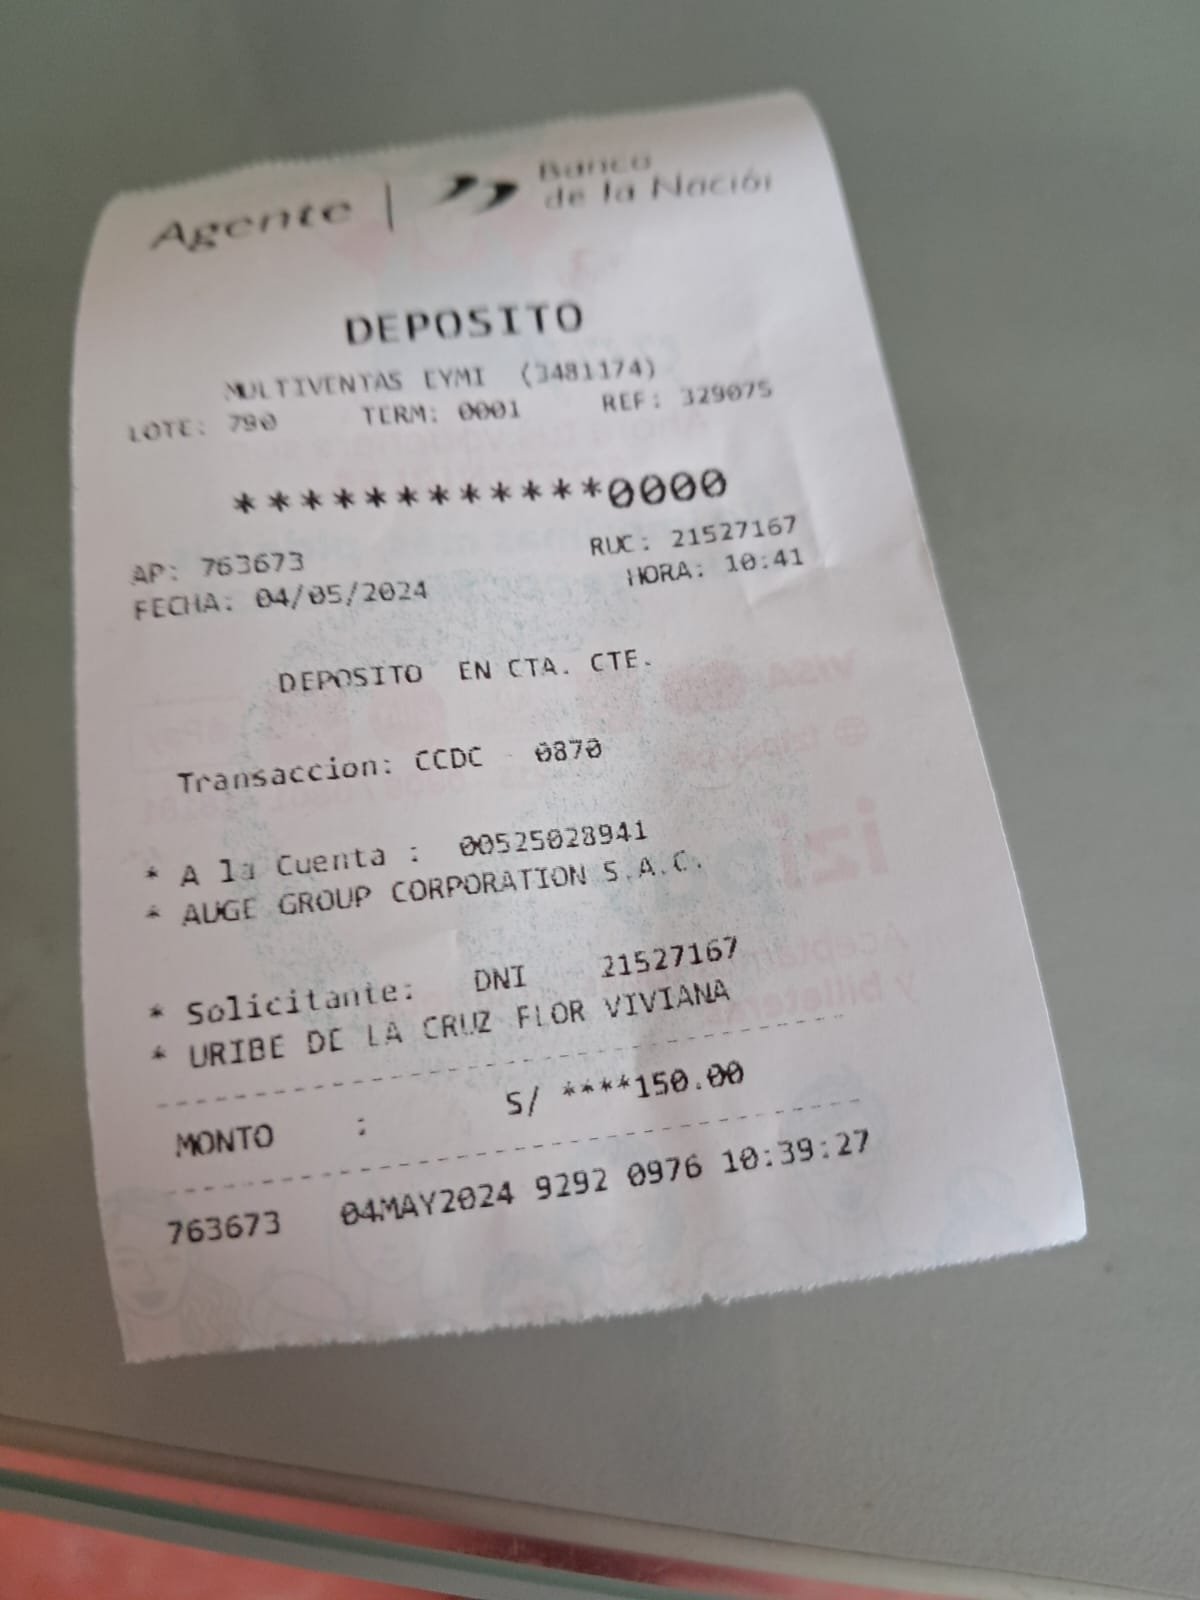 Agente | Banco
de la Nación
DEPOSITO
MULTIVENTAS EYMI (3481174)
LOTE: 790 TERM: 0001 REF: 329075
************0000
AP: 763673 RUC: 21527167
FECHA: 04/05/2024 HORA: 10:41
DEPOSITO EN CTA. CTE.
Transaccion: CCDC 0870
* A la Cuenta : 00525028941
* AUGE GROUP CORPORATION S.A.C.
* Solicitante: DNI 21527167
* URIBE DE LA CRUZ FLOR VIVIANA
MONTO : S/ ****150.00
763673 04MAY2024 9292 0976 10:39:27
VISA
izi